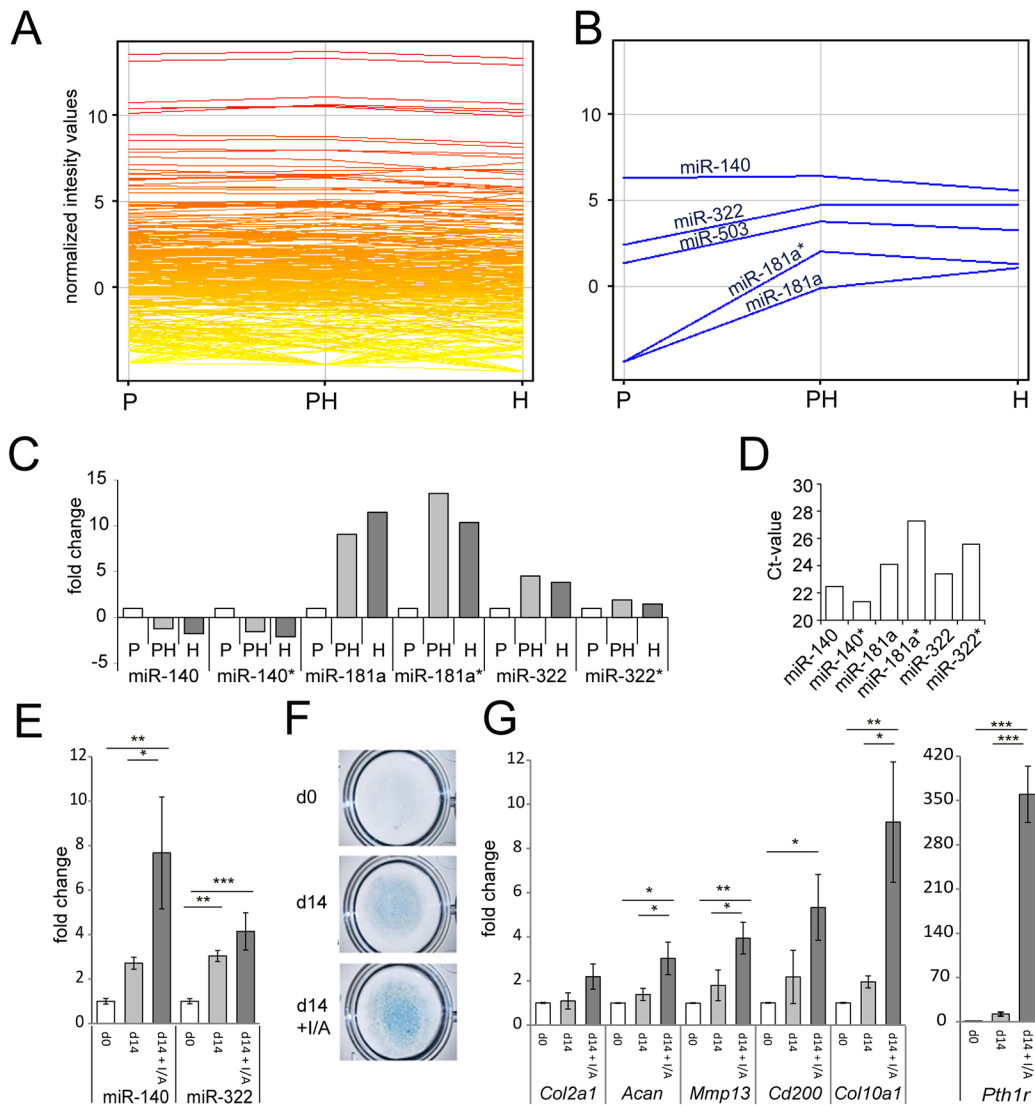 A
normalized intesity values
10
5
0
P PH H
B
10
5
0
miR-140
miR-322
miR-503
miR-181a*
miR-181a
P PH H
C
fold change
15
10
5
0
-5
P PH H P PH H P PH H P PH H P PH H P PH H
miR-140 miR-140* miR-181a miR-181a* miR-322 miR-322*
D
Ct-value
30
28
26
24
22
20
miR-140
miR-140*
miR-181a
miR-181a*
miR-322
miR-322*
E
fold change
12
10
8
6
4
2
0
**
*
***
**
d0 d14 d14 + I/A d0 d14 d14 + I/A
miR-140 miR-322
F
d0
d14
d14
+I/A
G
fold change
12
10
8
6
4
2
0
*
*
**
*
*
**
*
d0 d14 d14 + I/A d0 d14 d14 + I/A d0 d14 d14 + I/A d0 d14 d14 + I/A d0 d14 d14 + I/A
Col2a1 Acan Mmp13 Cd200 Col10a1
420
350
280
210
140
70
0
***
***
d0 d14 d14 + I/A
Pth1r